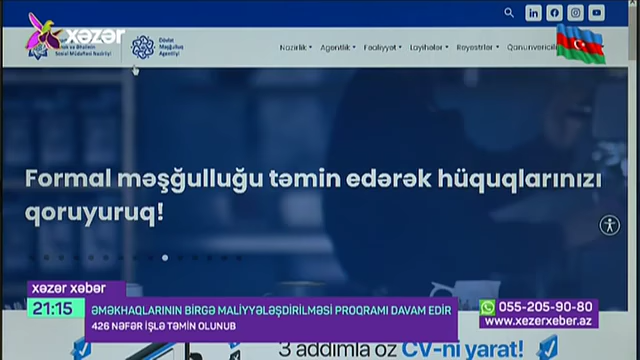 xəzər
Əmək və Əhalinin
Sosial Müdafiəsi Nazirliyi
Dövlət
Məşğulluq
Agentliyi
Nazirlik
Agentlik
Fəaliyyət
Layihələr
Reyestrlər
Formal məşğulluğu təmin edərək hüquqlarınızı
qoruyuruq!
xəzər xəbər
21:15
ƏMƏKHAQLARININ BİRGƏ MALİYYƏLƏŞDİRİLMƏSİ PROQRAMI DAVAM EDİR
426 NƏFƏR İŞLƏ TƏMİN OLUNUB
055-205-90-80
www.xezerxeber.az
3 addımla öz CV-ni yarat!